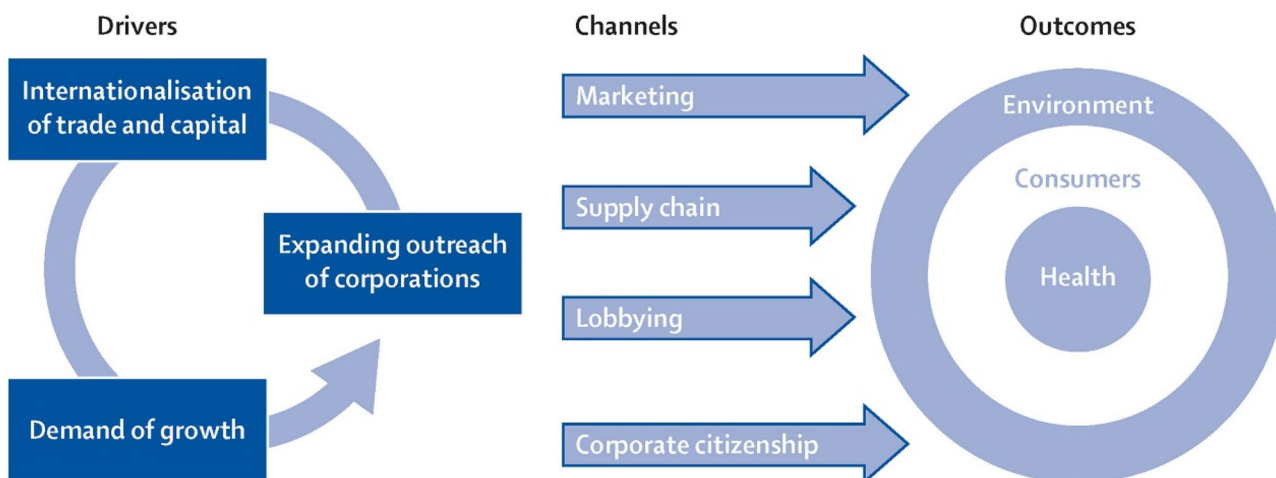 Drivers
Internationalisation
of trade and capital
Expanding outreach
of corporations
Demand of growth
Channels
Marketing
Supply chain
Lobbying
Corporate citizenship
Outcomes
Environment
Consumers
Health